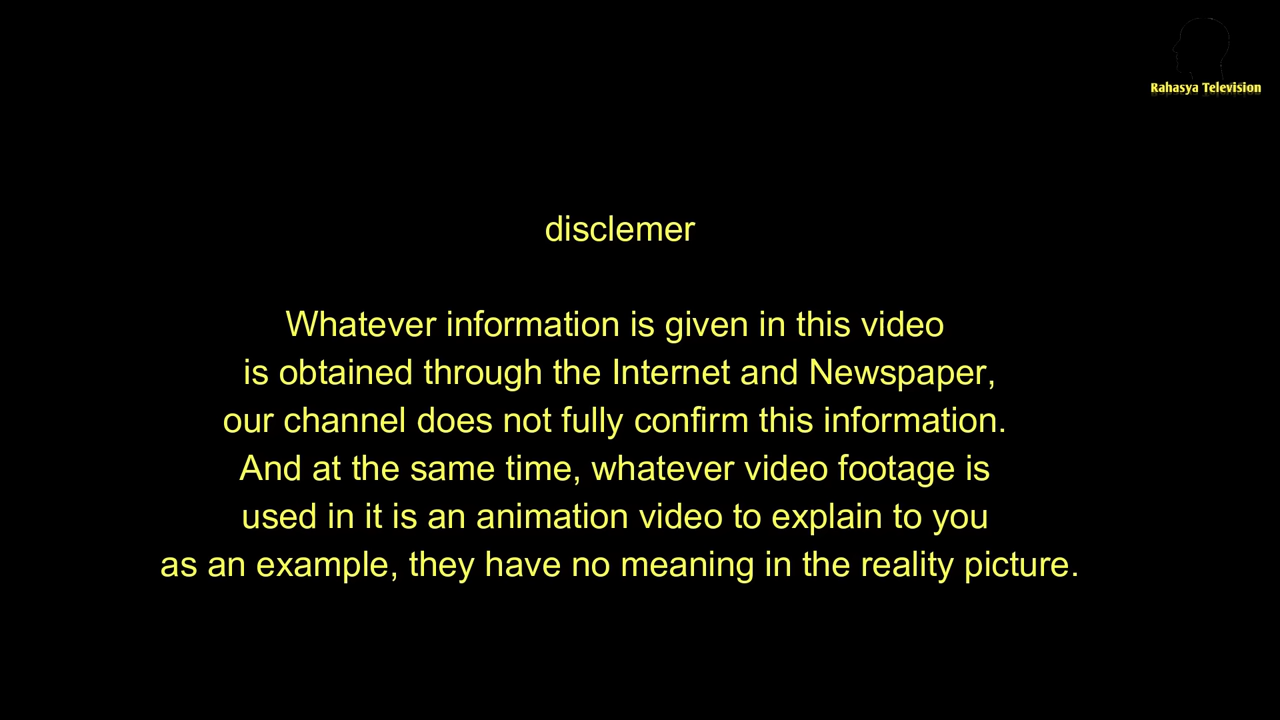 Rahasya Television
disclemer
Whatever information is given in this video
is obtained through the Internet and Newspaper,
our channel does not fully confirm this information.
And at the same time, whatever video footage is
used in it is an animation video to explain to you
as an example, they have no meaning in the reality picture.